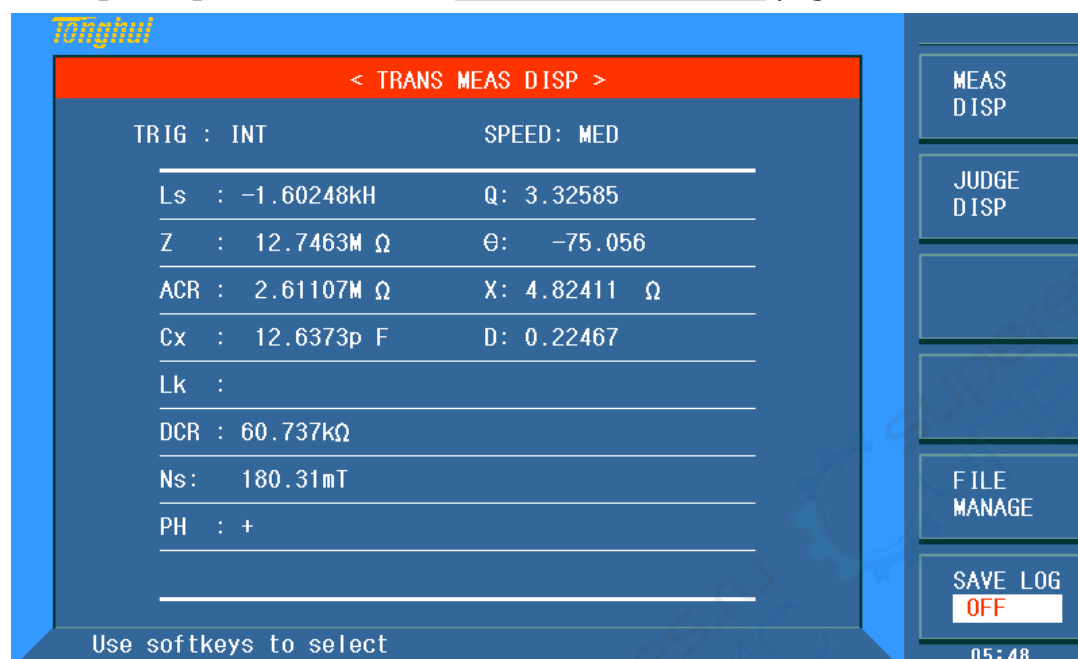 Tonghui
< TRANS MEAS DISP >
TRIG : INT SPEED: MED
Ls : -1.60248kH Q: 3.32585
Z : 12.7463M Ω θ: -75.056
ACR : 2.61107M Ω X: 4.82411 Ω
Cx : 12.6373p F D: 0.22467
Lk :
DCR : 60.737kΩ
Ns: 180.31mT
PH : +
Use softkeys to select
MEAS
DISP
JUDGE
DISP
FILE
MANAGE
SAVE LOG
OFF
05:48